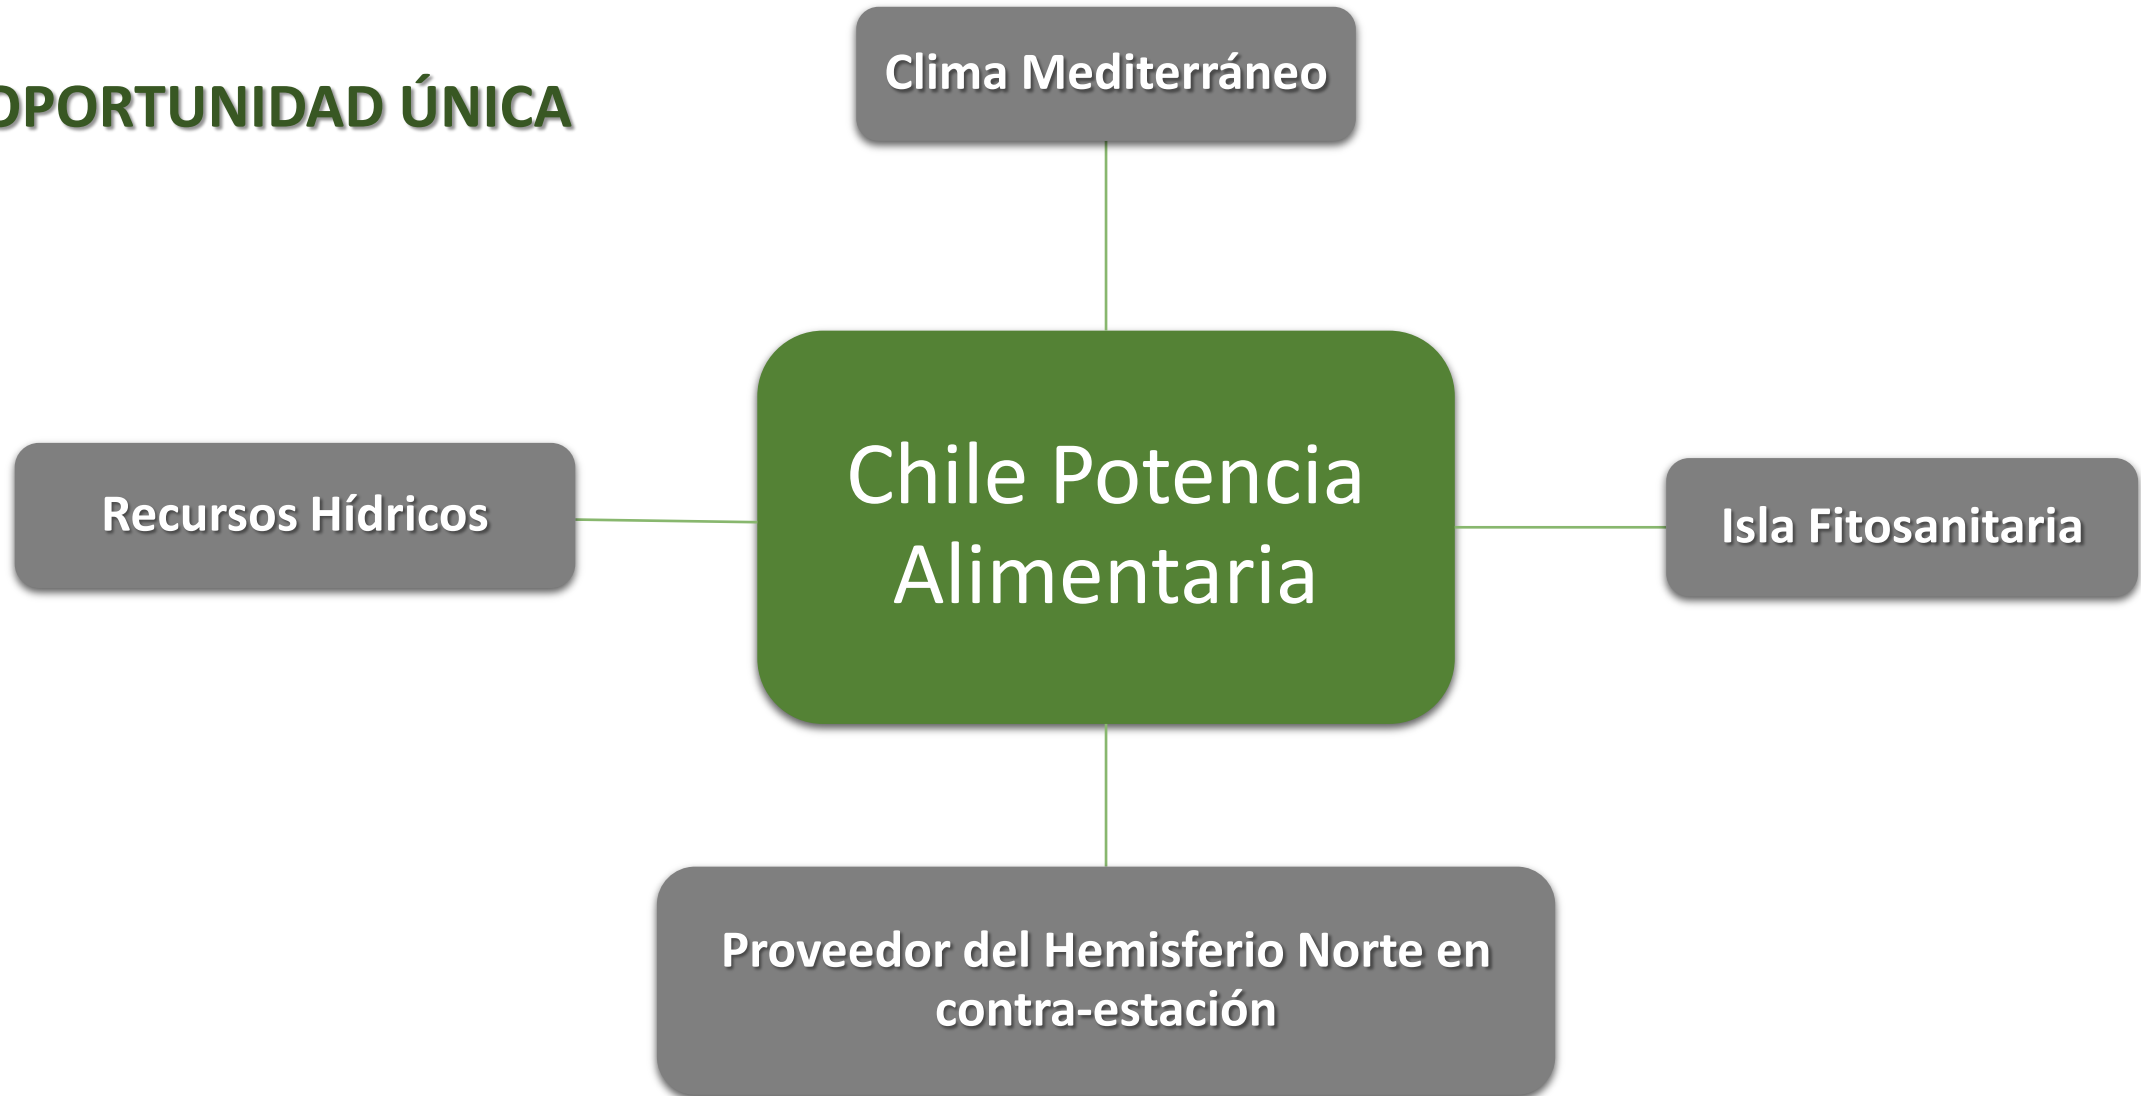 OPORTUNIDAD ÚNICA
Clima Mediterráneo
Recursos Hídricos
Chile Potencia
Alimentaria
Isla Fitosanitaria
Proveedor del Hemisferio Norte en
contra-estación